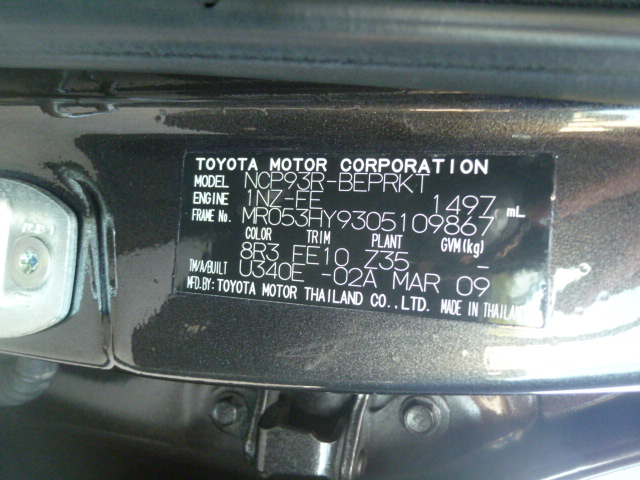 TOYOTA MOTOR CORPORATION
MODEL NCP93R-BEPRKT
ENGINE 1NZ-FE 1497 mL
FRAME No. MR053HY9305109867
COLOR TRIM PLANT GVM(kg)
8R3 FE10 Z35 –
T/M/A/BUILT U340E -02A MAR 09
MFD.BY: TOYOTA MOTOR THAILAND CO.,LTD. MADE IN THAILAND